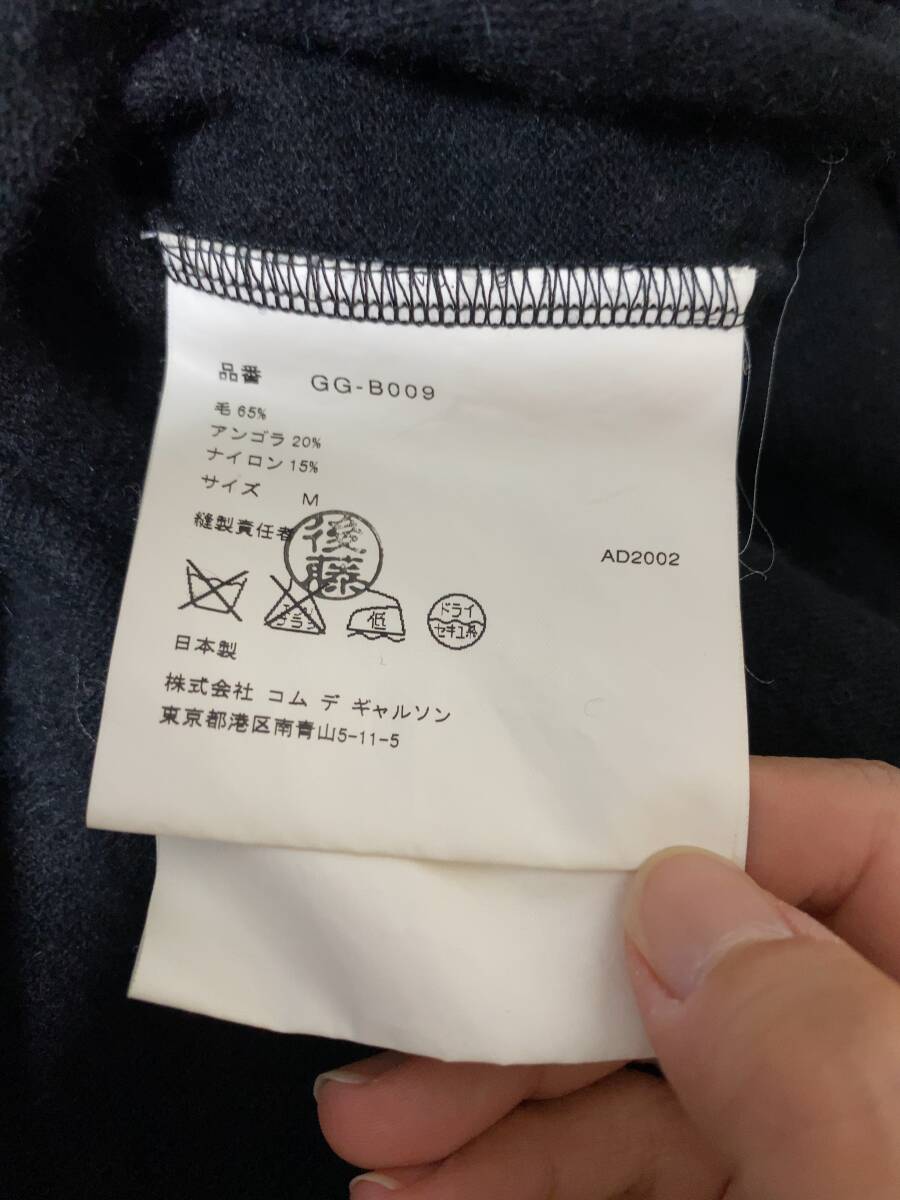 品番 GG-B009
毛 65%
アンゴラ 20%
ナイロン 15%
サイズ M
縫製責任者 後藤
AD2002
低
ドライ
セキユ系
日本製
株式会社 コム デ ギャルソン
東京都港区南青山5-11-5